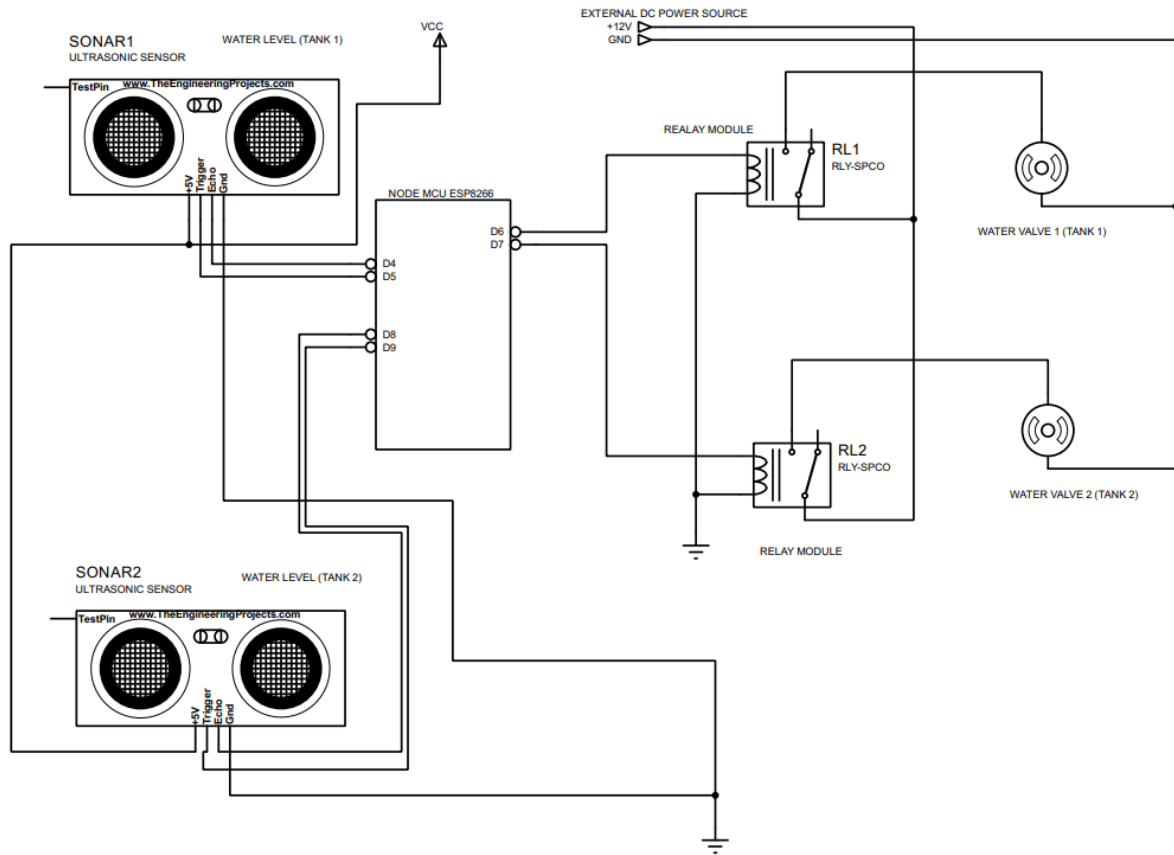 EXTERNAL DC POWER SOURCE
+12V
GND
VCC
SONAR1
ULTRASONIC SENSOR
WATER LEVEL (TANK 1)
TestPin
www.TheEngineeringProjects.com
+5V
Trigger
Echo
Gnd
REALAY MODULE
RL1
RLY-SPCO
WATER VALVE 1 (TANK 1)
NODE MCU ESP8266
D6
D7
D4
D5
D8
D9
RL2
RLY-SPCO
WATER VALVE 2 (TANK 2)
RELAY MODULE
SONAR2
ULTRASONIC SENSOR
WATER LEVEL (TANK 2)
TestPin
www.TheEngineeringProjects.com
+5V
Trigger
Echo
Gnd